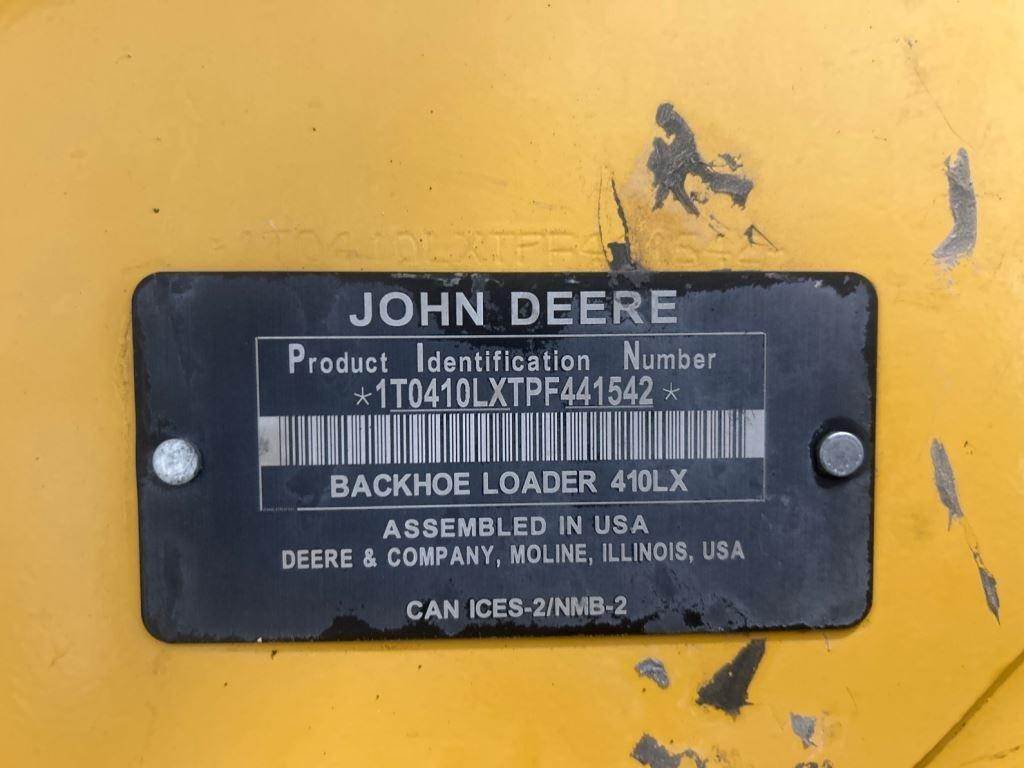 JOHN DEERE
Product Identification Number
*1T0410LXTPF441542*
BACKHOE LOADER 410LX
ASSEMBLED IN USA
DEERE & COMPANY, MOLINE, ILLINOIS, USA
CAN ICES-2/NMB-2